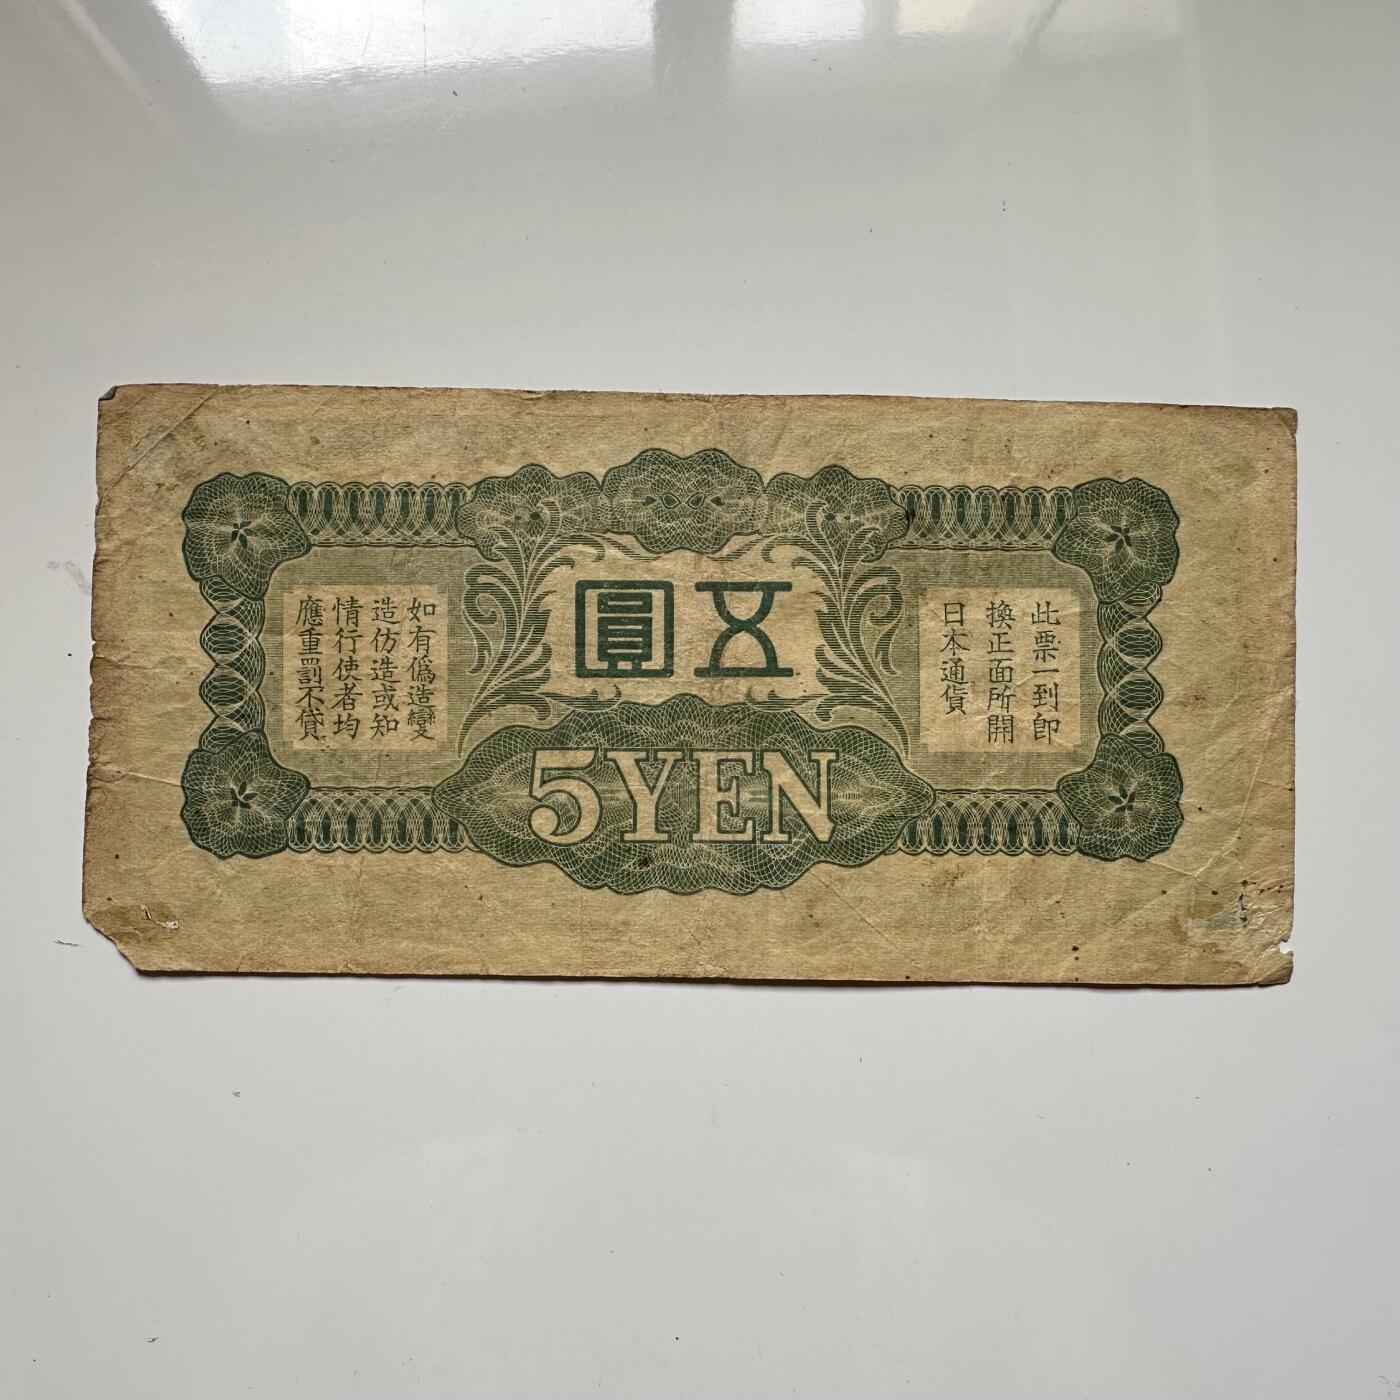 圓五
5YEN
此票一到即
換正面所開
日本通貨
如有僞造變
造仿造或知
情行使者均
應重罰不貸